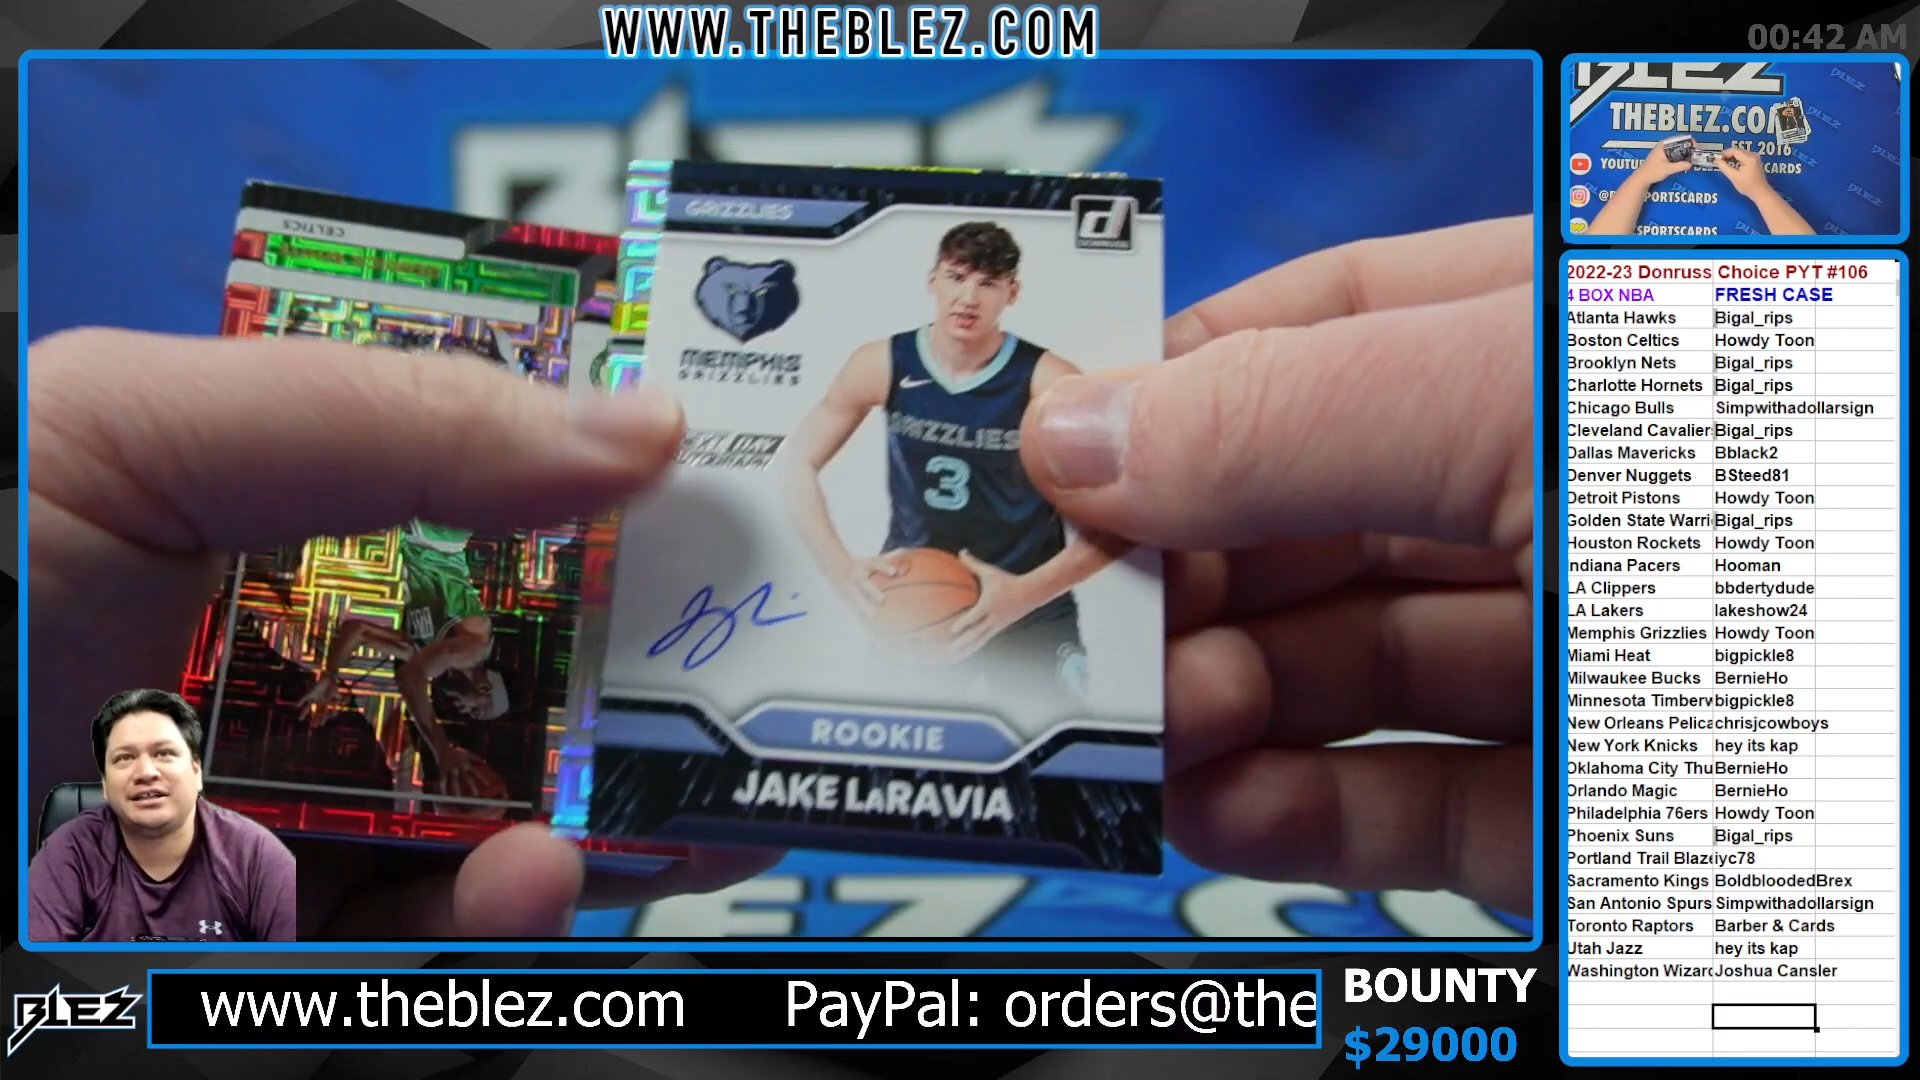 WWW.THEBLEZ.COM
00:42 AM
CELTICS
GRIZZLIES
d
DONRUSS
MEMPHIS
GRIZZLIES
GRIZZLIES
3
ROOKIE
JAKE LaRAVIA
BLEZ
THEBLEZ.CO
EST 2016
YOUTU
CARDS
PORTSCARDS
SPORTSCARDS
2022-23 Donruss Choice PYT #106
4 BOX NBA FRESH CASE
Atlanta Hawks Bigal_rips
Boston Celtics Howdy Toon
Brooklyn Nets Bigal_rips
Charlotte Hornets Bigal_rips
Chicago Bulls Simpwithadollarsign
Cleveland Cavalier Bigal_rips
Dallas Mavericks Bblack2
Denver Nuggets BSteed81
Detroit Pistons Howdy Toon
Golden State Warri Bigal_rips
Houston Rockets Howdy Toon
Indiana Pacers Hooman
LA Clippers bbdertydude
LA Lakers lakeshow24
Memphis Grizzlies Howdy Toon
Miami Heat bigpickle8
Milwaukee Bucks BernieHo
Minnesota Timberw bigpickle8
New Orleans Pelica chrisjcowboys
New York Knicks hey its kap
Oklahoma City Thu BernieHo
Orlando Magic BernieHo
Philadelphia 76ers Howdy Toon
Phoenix Suns Bigal_rips
Portland Trail Blaze iyc78
Sacramento Kings BoldbloodedBrex
San Antonio Spurs Simpwithadollarsign
Toronto Raptors Barber & Cards
Utah Jazz hey its kap
Washington Wizard Joshua Cansler
BLEZ
www.theblez.com PayPal: orders@the
BOUNTY
$29000